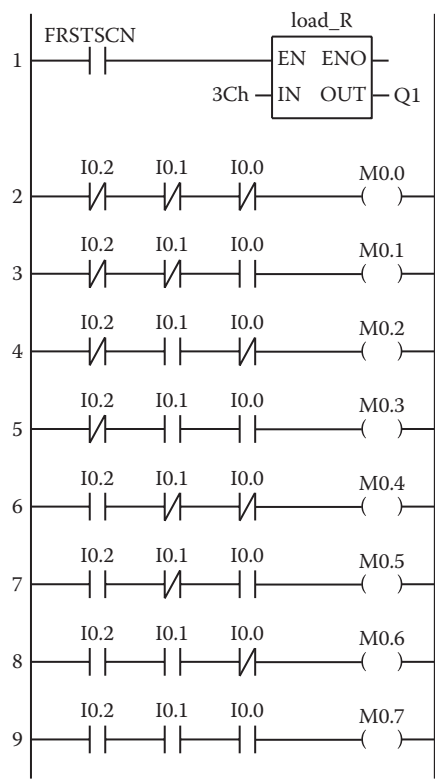 load_R
FRSTSCN
1 EN ENO
3Ch IN OUT Q1
I0.2 I0.1 I0.0 M0.0
2
I0.2 I0.1 I0.0 M0.1
3
I0.2 I0.1 I0.0 M0.2
4
I0.2 I0.1 I0.0 M0.3
5
I0.2 I0.1 I0.0 M0.4
6
I0.2 I0.1 I0.0 M0.5
7
I0.2 I0.1 I0.0 M0.6
8
I0.2 I0.1 I0.0 M0.7
9